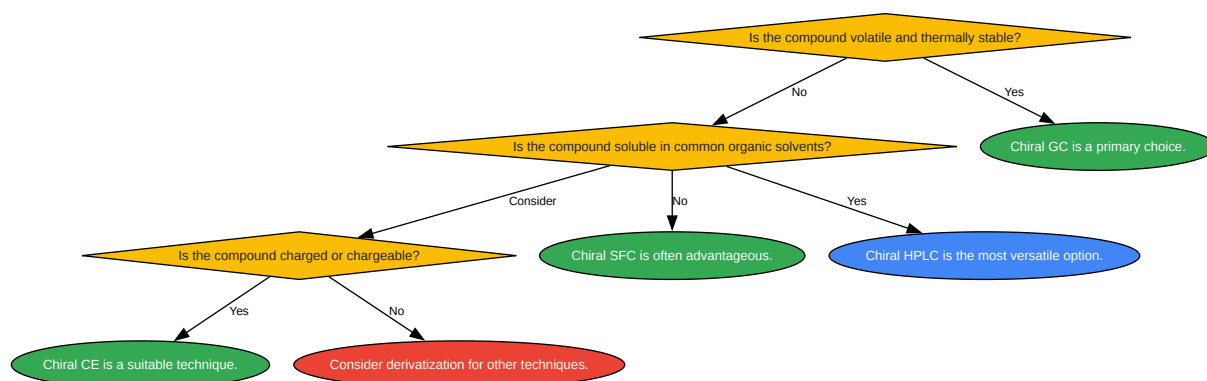 Is the compound volatile and thermally stable?
No
Yes
Is the compound soluble in common organic solvents?
Chiral GC is a primary choice.
Consider
No
Yes
Is the compound charged or chargeable?
Chiral SFC is often advantageous.
Chiral HPLC is the most versatile option.
Yes
No
Chiral CE is a suitable technique.
Consider derivatization for other techniques.